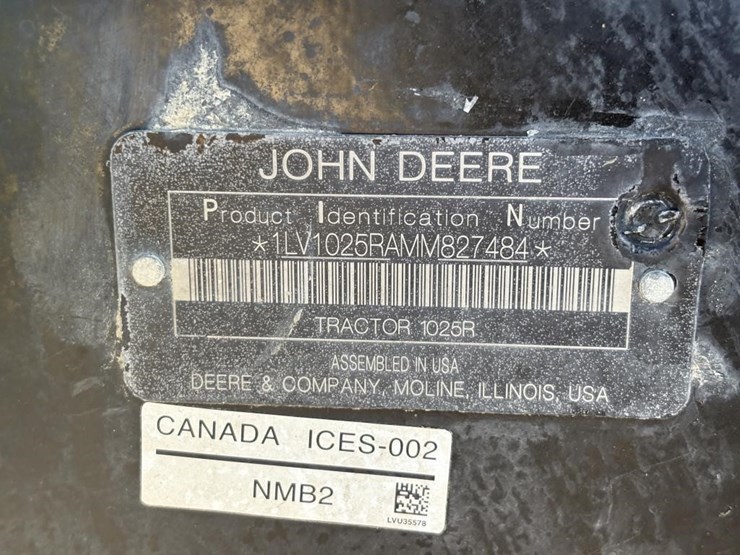 JOHN DEERE
Product Identification Number
*1LV1025RAMM827484*
TRACTOR 1025R
ASSEMBLED IN USA
DEERE & COMPANY, MOLINE, ILLINOIS, USA
CANADA ICES-002
NMB2
LVU35578